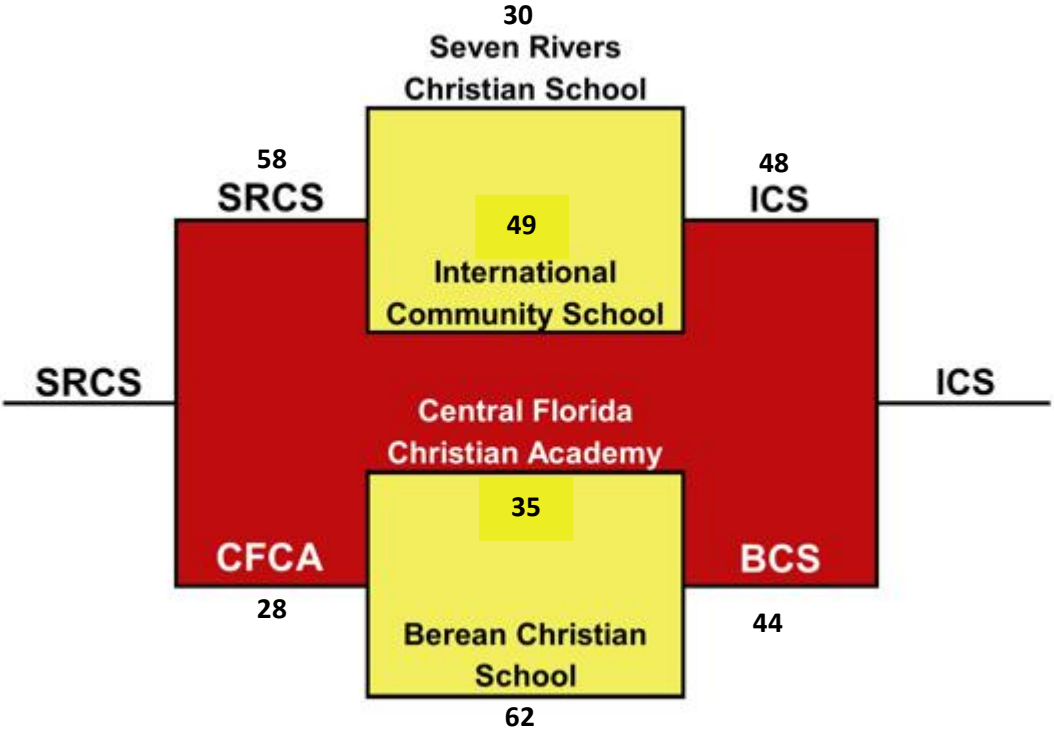 30
Seven Rivers
Christian School
58
SRCS
48
ICS
49
International
Community School
SRCS
ICS
Central Florida
Christian Academy
35
CFCA
28
BCS
44
Berean Christian
School
62